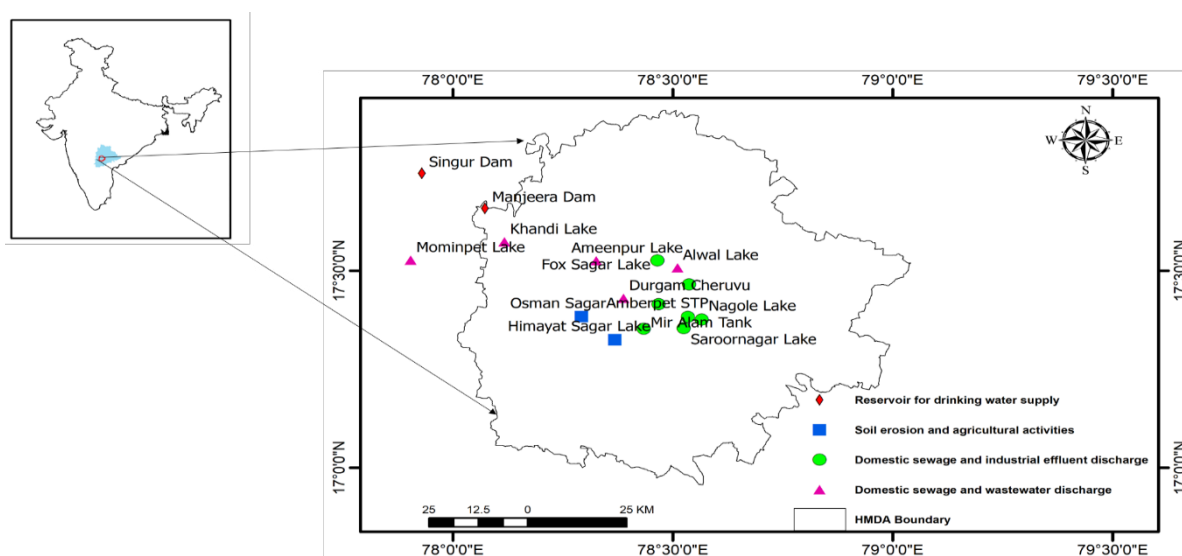 78°0'0"E 78°30'0"E 79°0'0"E 79°30'0"E
N
W E
S
Singur Dam
Manjeera Dam
Khandi Lake
Mominpet Lake
Ameenpur Lake
Alwal Lake
Fox Sagar Lake
17°30'0"N 17°30'0"N
Durgam Cheruvu
Osman Sagar Amberpet STP Nagole Lake
Himayat Sagar Lake Mir Alam Tank
Saroornagar Lake
Reservoir for drinking water supply
Soil erosion and agricultural activities
Domestic sewage and industrial effluent discharge
17°0'0"N 17°0'0"N
Domestic sewage and wastewater discharge
HMDA Boundary
25 12.5 0 25 KM
78°0'0"E 78°30'0"E 79°0'0"E 79°30'0"E